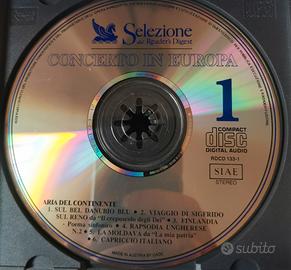 Selezione
dal Reader's Digest
CONCERTO IN EUROPA
1
COMPACT
disc
DIGITAL AUDIO
RDCD 133-1
SIAE
STEREO
ARIA DEL CONTINENTE
1. SUL BEL DANUBIO BLU • 2. VIAGGIO DI SIGFRIDO
SUL RENO da "Il crepuscolo degli Dei" • 3. FINLANDIA
- Poema sinfonico • 4. RAPSODIA UNGHERESE
N.2 • 5. LA MOLDAVA da "La mia patria"
• 6. CAPRICCIO ITALIANO
MADE IN AUSTRIA BY DADC
subito